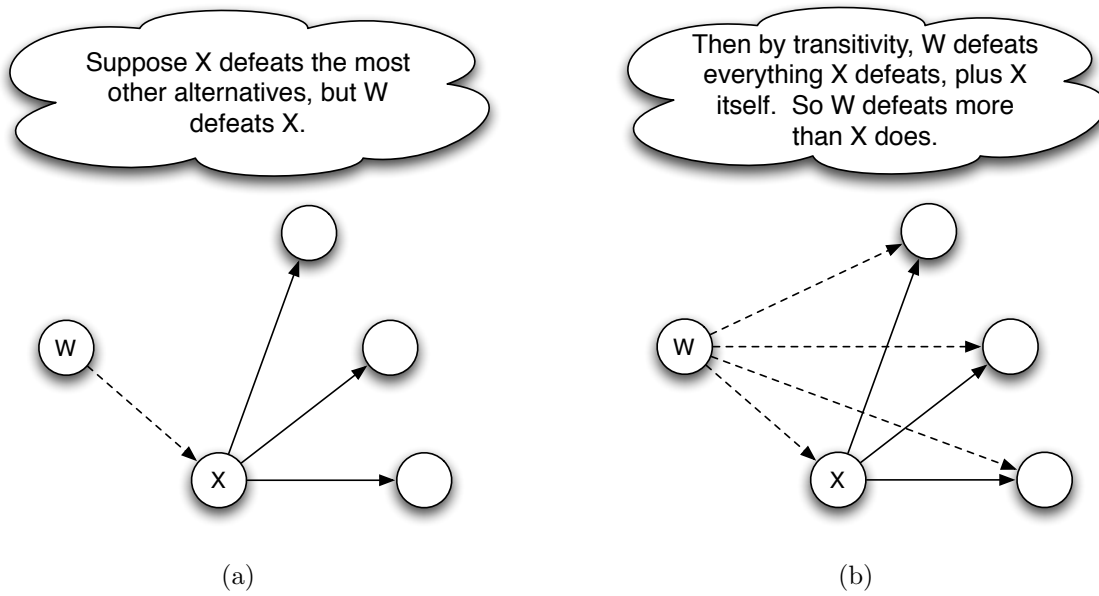 Suppose X defeats the most
other alternatives, but W
defeats X.
W
X
(a)
Then by transitivity, W defeats
everything X defeats, plus X
itself.  So W defeats more
than X does.
W
X
(b)